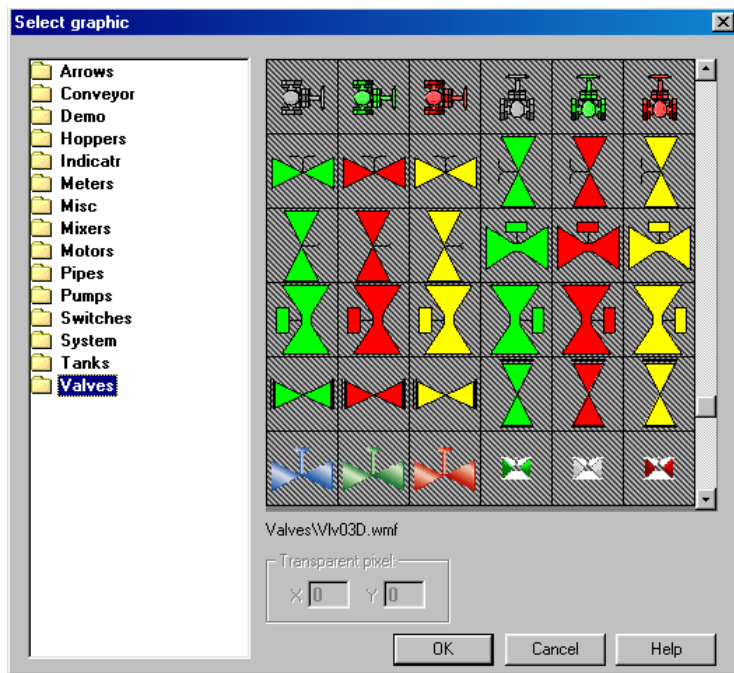 Select graphic
Arrows
Conveyor
Demo
Hoppers
Indicatr
Meters
Misc
Mixers
Motors
Pipes
Pumps
Switches
System
Tanks
Valves
Valves\Vlv03D.wmf
Transparent pixel:
X 0 Y 0
OK Cancel Help